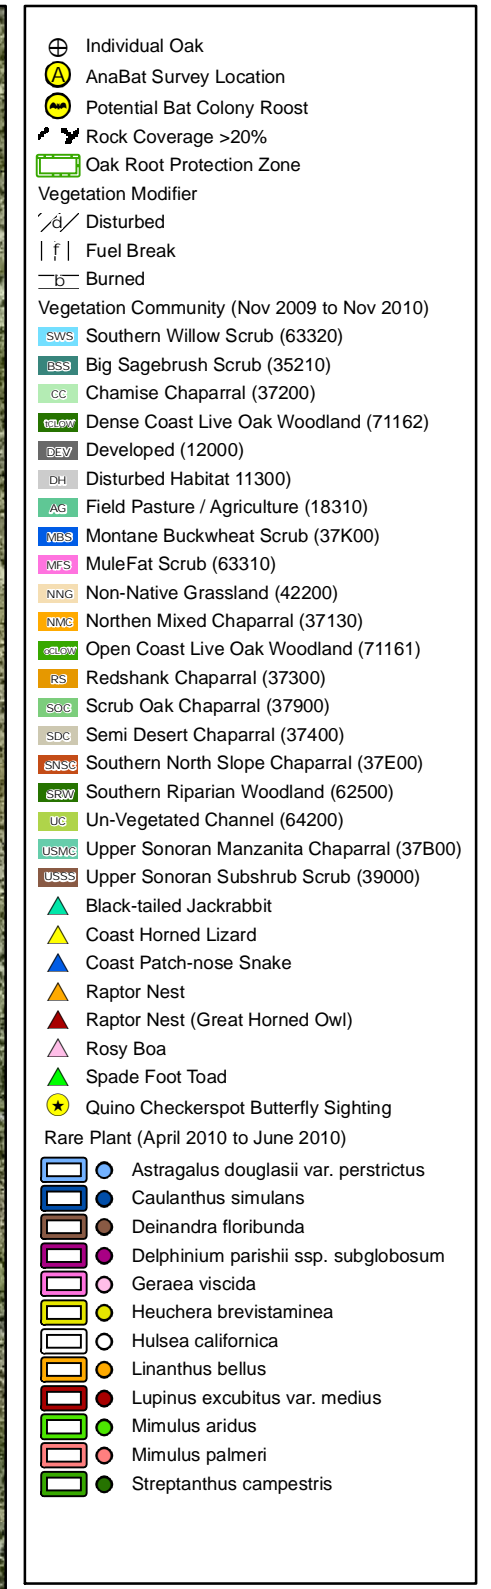 Individual Oak
A AnaBat Survey Location
Potential Bat Colony Roost
Rock Coverage >20%
Oak Root Protection Zone
Vegetation Modifier
d Disturbed
f Fuel Break
b Burned
Vegetation Community (Nov 2009 to Nov 2010)
SWS Southern Willow Scrub (63320)
BSS Big Sagebrush Scrub (35210)
CC Chamise Chaparral (37200)
Dense Coast Live Oak Woodland (71162)
DEV Developed (12000)
DH Disturbed Habitat 11300)
AG Field Pasture / Agriculture (18310)
MBS Montane Buckwheat Scrub (37K00)
MFS MuleFat Scrub (63310)
NNG Non-Native Grassland (42200)
NMC Northen Mixed Chaparral (37130)
oCLOW Open Coast Live Oak Woodland (71161)
RS Redshank Chaparral (37300)
SOC Scrub Oak Chaparral (37900)
SDC Semi Desert Chaparral (37400)
SNSC Southern North Slope Chaparral (37E00)
SRW Southern Riparian Woodland (62500)
UC Un-Vegetated Channel (64200)
USMC Upper Sonoran Manzanita Chaparral (37B00)
USSS Upper Sonoran Subshrub Scrub (39000)
Black-tailed Jackrabbit
Coast Horned Lizard
Coast Patch-nose Snake
Raptor Nest
Raptor Nest (Great Horned Owl)
Rosy Boa
Spade Foot Toad
Quino Checkerspot Butterfly Sighting
Rare Plant (April 2010 to June 2010)
Astragalus douglasii var. perstrictus
Caulanthus simulans
Deinandra floribunda
Delphinium parishii ssp. subglobosum
Geraea viscida
Heuchera brevistaminea
Hulsea californica
Linanthus bellus
Lupinus excubitus var. medius
Mimulus aridus
Mimulus palmeri
Streptanthus campestris